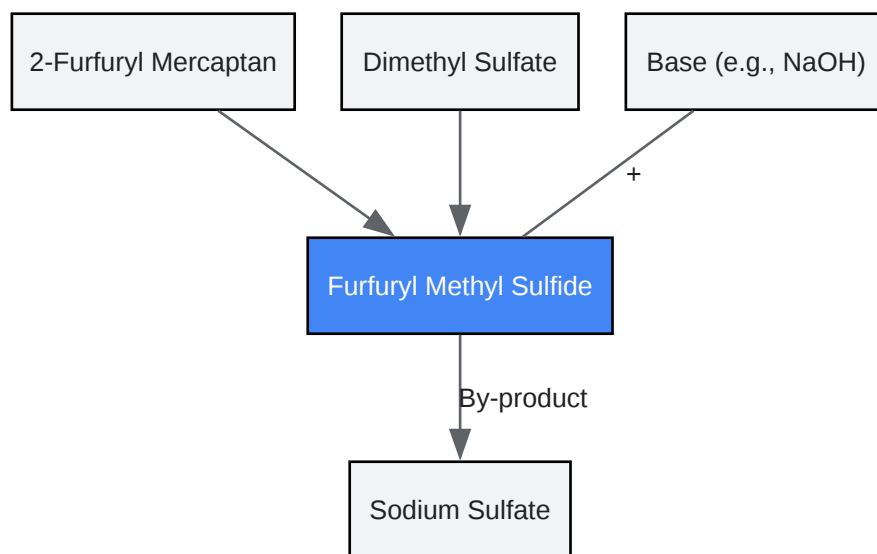 2-Furfuryl Mercaptan
Dimethyl Sulfate
Base (e.g., NaOH)
+
Furfuryl Methyl Sulfide
By-product
Sodium Sulfate